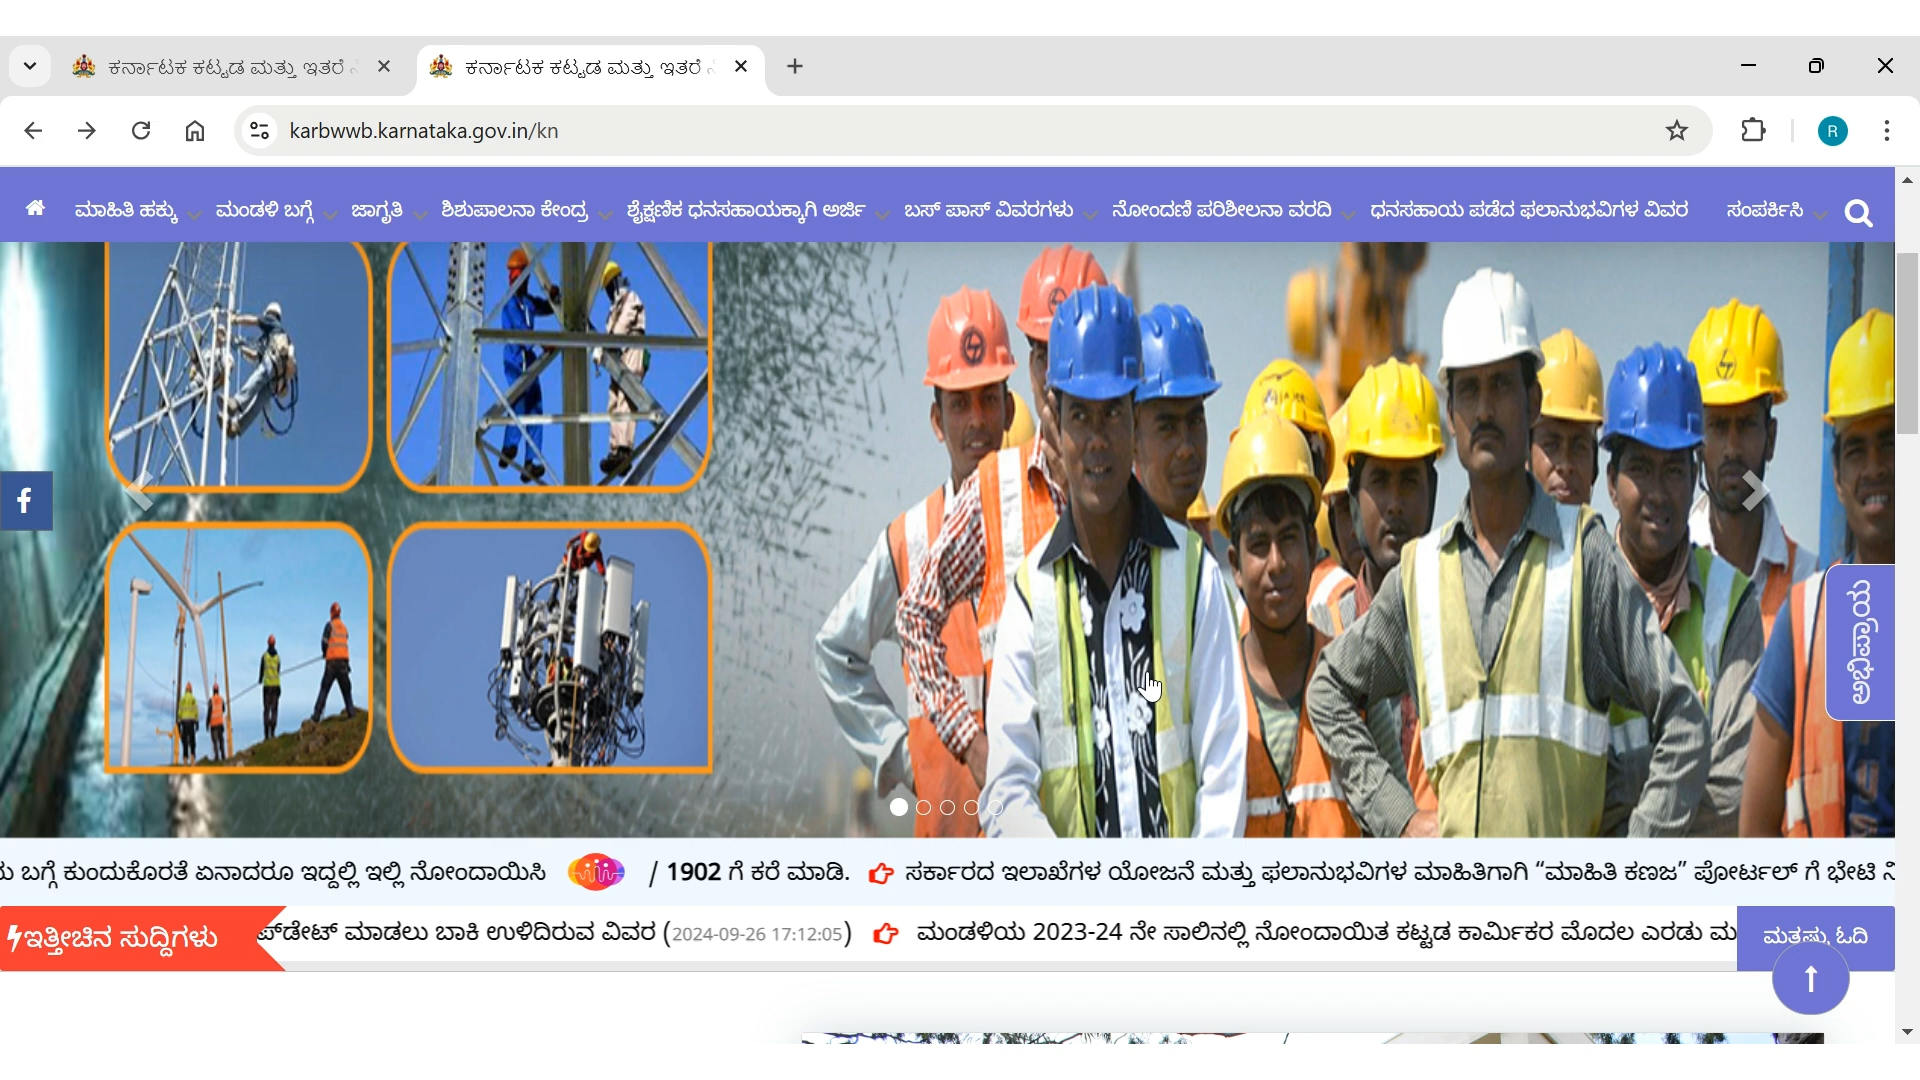 ಕರ್ನಾಟಕ ಕಟ್ಟಡ ಮತ್ತು ಇತರೆ
ಕರ್ನಾಟಕ ಕಟ್ಟಡ ಮತ್ತು ಇತರೆ
karbwwb.karnataka.gov.in/kn
R
ಮಾಹಿತಿ ಹಕ್ಕು ಮಂಡಳಿ ಬಗ್ಗೆ ಜಾಗೃತಿ ಶಿಶುಪಾಲನಾ ಕೇಂದ್ರ ಶೈಕ್ಷಣಿಕ ಧನಸಹಾಯಕ್ಕಾಗಿ ಅರ್ಜಿ ಬಸ್ ಪಾಸ್ ವಿವರಗಳು ನೋಂದಣಿ ಪರಿಶೀಲನಾ ವರದಿ ಧನಸಹಾಯ ಪಡೆದ ಫಲಾನುಭವಿಗಳ ವಿವರ ಸಂಪರ್ಕಿಸಿ
ಅಭಿಪ್ರಾಯ
ಬಗ್ಗೆ ಕುಂದುಕೊರತೆ ಏನಾದರೂ ಇದ್ದಲ್ಲಿ ಇಲ್ಲಿ ನೋಂದಾಯಿಸಿ / 1902 ಗೆ ಕರೆ ಮಾಡಿ. ಸರ್ಕಾರದ ಇಲಾಖೆಗಳ ಯೋಜನೆ ಮತ್ತು ಫಲಾನುಭವಿಗಳ ಮಾಹಿತಿಗಾಗಿ “ಮಾಹಿತಿ ಕಣಜ” ಪೋರ್ಟಲ್ ಗೆ ಭೇಟಿ
ಇತ್ತೀಚಿನ ಸುದ್ದಿಗಳು ಪ್‌ಡೇಟ್ ಮಾಡಲು ಬಾಕಿ ಉಳಿದಿರುವ ವಿವರ (2024-09-26 17:12:05) ಮಂಡಳಿಯ 2023-24 ನೇ ಸಾಲಿನಲ್ಲಿ ನೋಂದಾಯಿತ ಕಟ್ಟಡ ಕಾರ್ಮಿಕರ ಮೊದಲ ಎರಡು ಮ
ಮತ್ತಷ್ಟು ಓದಿ